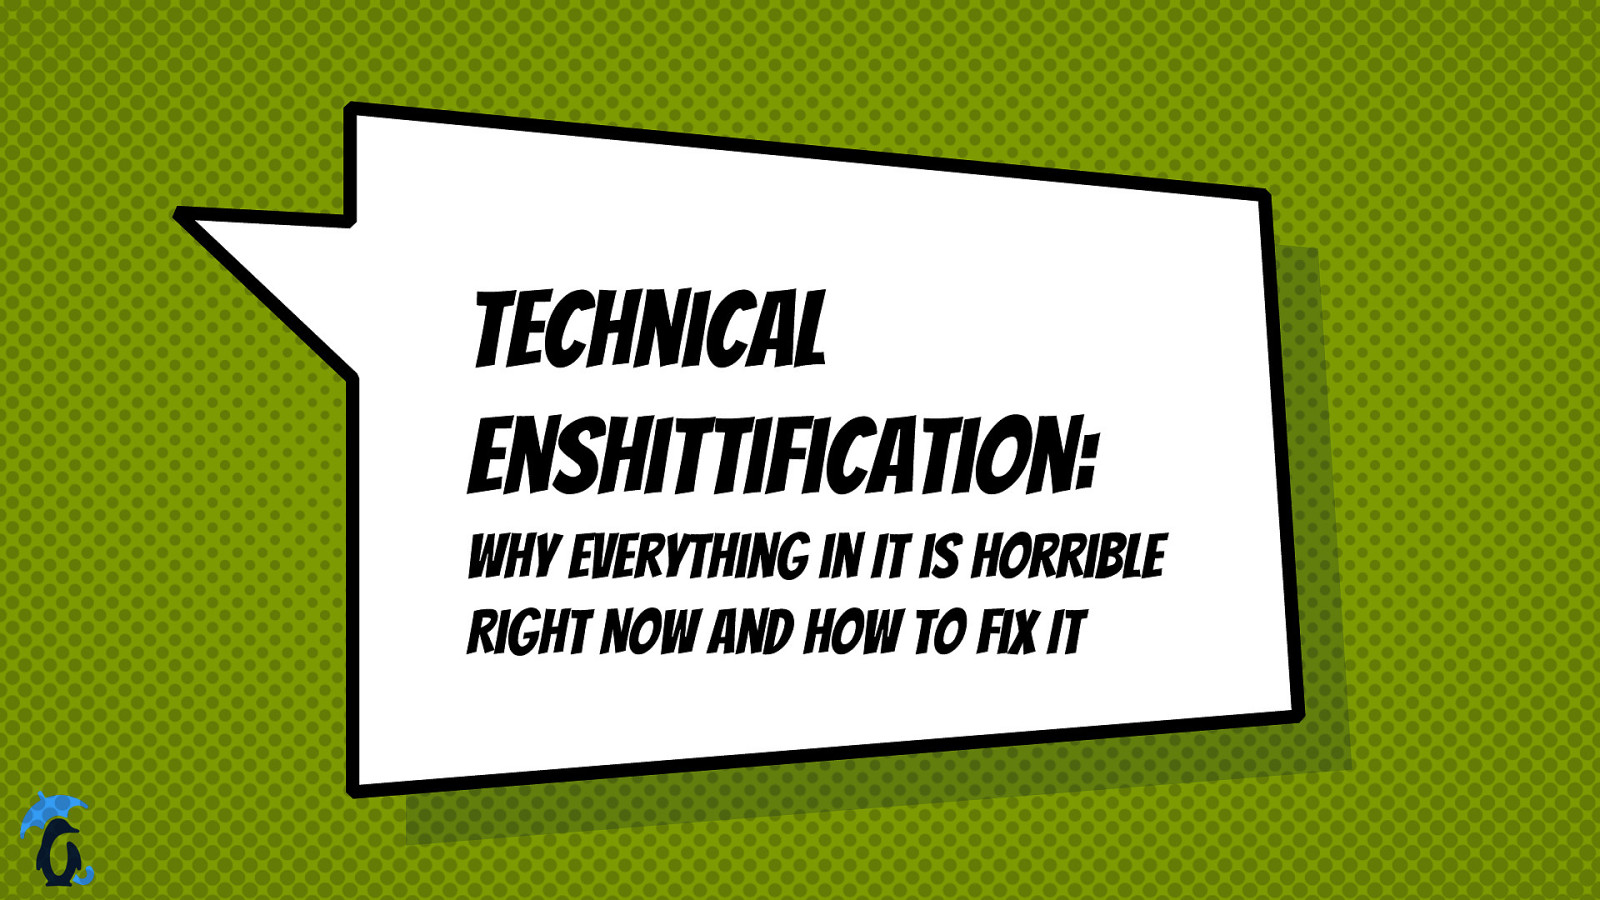 TECHNICAL
ENSHITTIFICATION:
WHY EVERYTHING IN IT IS HORRIBLE
RIGHT NOW AND HOW TO FIX IT